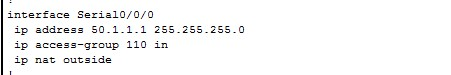 !
interface Serial0/0/0
 ip address 50.1.1.1 255.255.255.0
 ip access-group 110 in
 ip nat outside
!